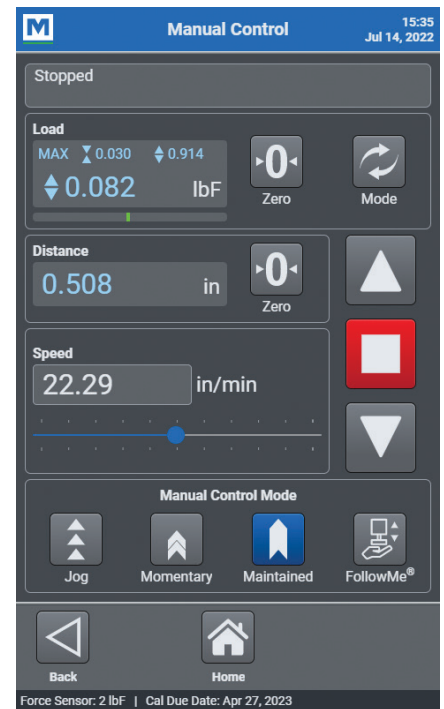 M
Manual Control
15:35
Jul 14, 2022
Stopped
Load
MAX 0.030 0.914
0.082 lbF
▸0◂
Zero
Mode
Distance
0.508 in
▸0◂
Zero
Speed
22.29 in/min
Manual Control Mode
Jog Momentary Maintained FollowMe®
Back Home
Force Sensor: 2 lbF | Cal Due Date: Apr 27, 2023